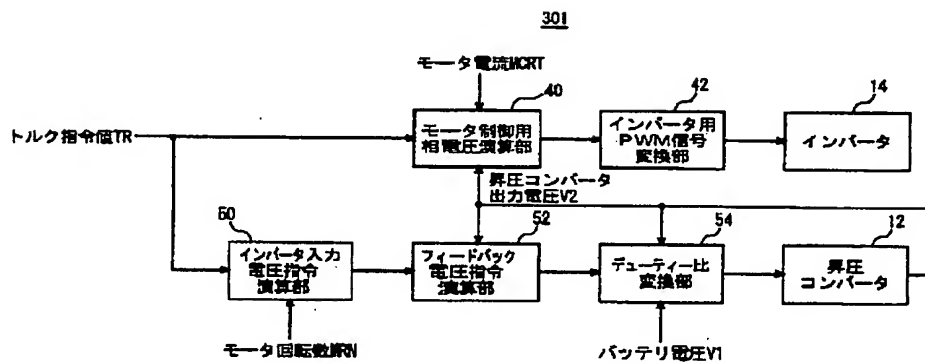 301
モータ電流MCRT
40
42
14
トルク指令値TR
モータ制御用
相電圧演算部
インバータ用
PWM信号
変換部
インバータ
昇圧コンバータ
出力電圧V2
50
52
54
12
インバータ入力
電圧指令
演算部
フィードバック
電圧指令
演算部
デューティー比
変換部
昇圧
コンバータ
モータ回転数MRN
バッテリ電圧V1